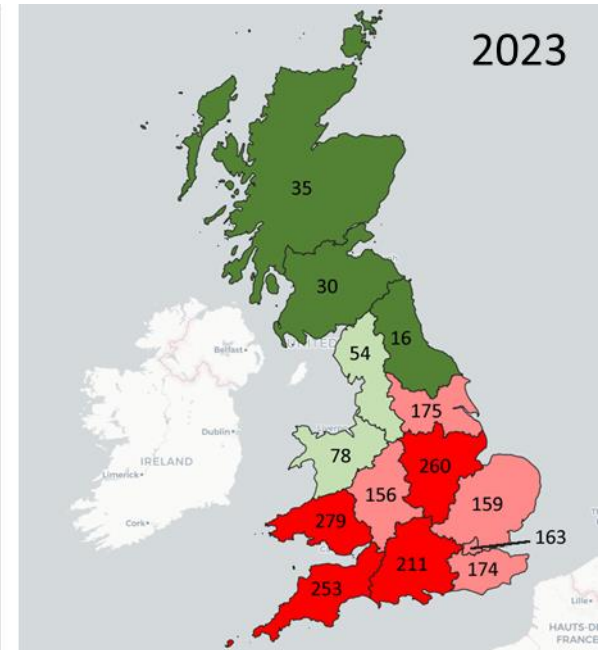 2023
35
30
54
16
UNITED
Belfast
175
Dublin
IRELAND
78
260
Limerick
156
159
Cork
279
163
211
174
253
Lille
HAUTS-DE
FRANCE